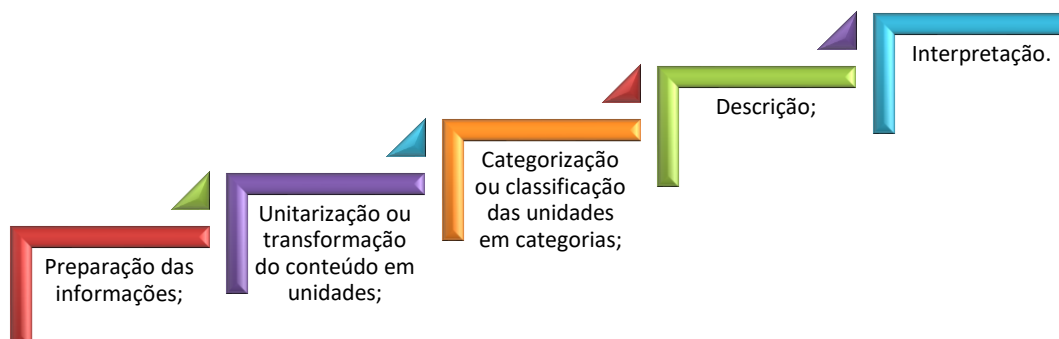 Preparação das
informações;
Unitarização ou
transformação
do conteúdo em
unidades;
Categorização
ou classificação
das unidades
em categorias;
Descrição;
Interpretação.